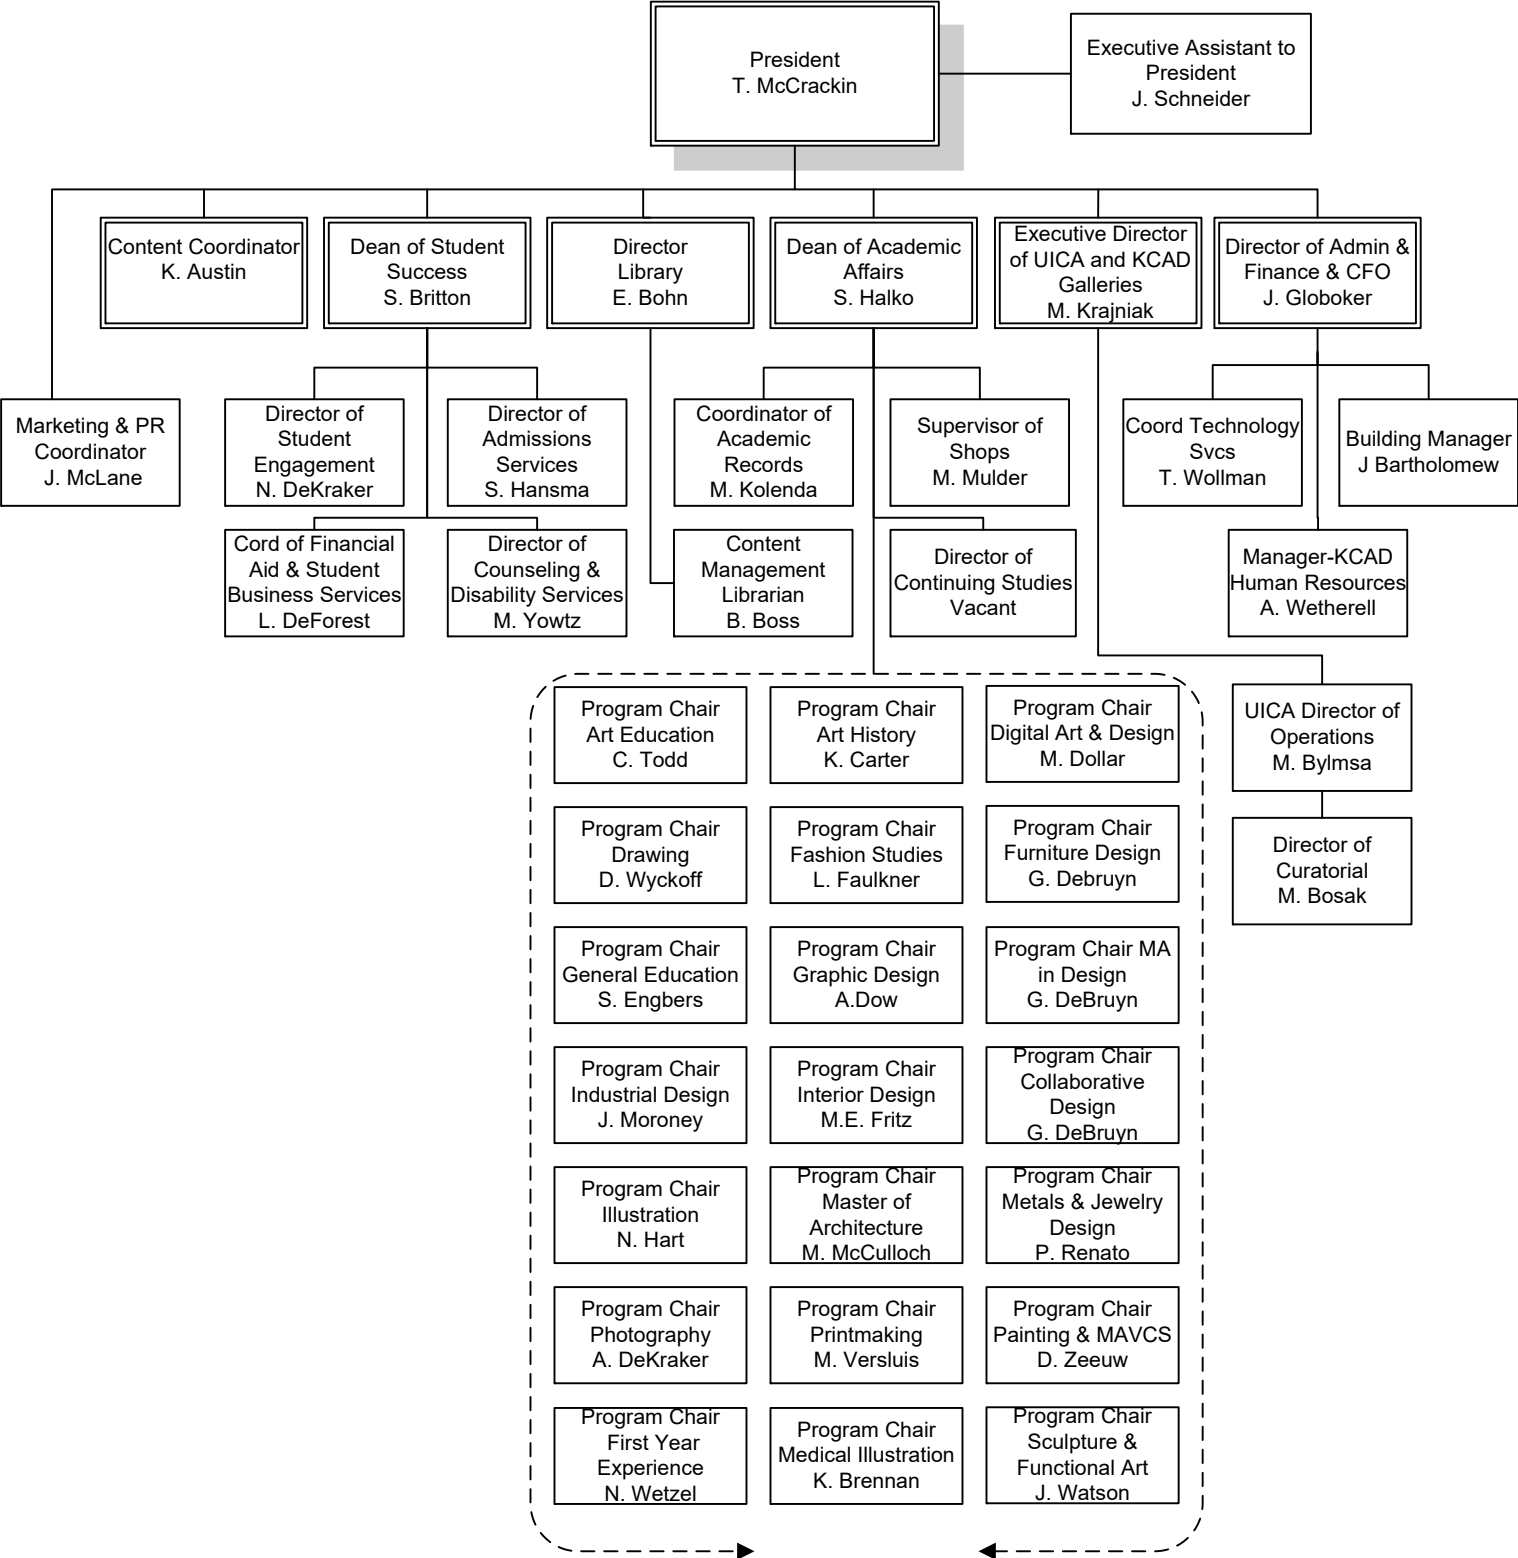 President
T. McCrackin
Executive Assistant to
President
J. Schneider
Content Coordinator
K. Austin
Dean of Student
Success
S. Britton
Director
Library
E. Bohn
Dean of Academic
Affairs
S. Halko
Executive Director
of UICA and KCAD
Galleries
M. Krajniak
Director of Admin &
Finance & CFO
J. Globoker
Marketing & PR
Coordinator
J. McLane
Director of
Student
Engagement
N. DeKraker
Director of
Admissions
Services
S. Hansma
Coordinator of
Academic
Records
M. Kolenda
Supervisor of
Shops
M. Mulder
Coord Technology
Svcs
T. Wollman
Building Manager
J Bartholomew
Cord of Financial
Aid & Student
Business Services
L. DeForest
Director of
Counseling &
Disability Services
M. Yowtz
Content
Management
Librarian
B. Boss
Director of
Continuing Studies
Vacant
Manager-KCAD
Human Resources
A. Wetherell
Program Chair
Art Education
C. Todd
Program Chair
Art History
K. Carter
Program Chair
Digital Art & Design
M. Dollar
UICA Director of
Operations
M. Bylmsa
Program Chair
Drawing
D. Wyckoff
Program Chair
Fashion Studies
L. Faulkner
Program Chair
Furniture Design
G. Debruyn
Director of
Curatorial
M. Bosak
Program Chair
General Education
S. Engbers
Program Chair
Graphic Design
A.Dow
Program Chair MA
in Design
G. DeBruyn
Program Chair
Industrial Design
J. Moroney
Program Chair
Interior Design
M.E. Fritz
Program Chair
Collaborative
Design
G. DeBruyn
Program Chair
Illustration
N. Hart
Program Chair
Master of
Architecture
M. McCulloch
Program Chair
Metals & Jewelry
Design
P. Renato
Program Chair
Photography
A. DeKraker
Program Chair
Printmaking
M. Versluis
Program Chair
Painting & MAVCS
D. Zeeuw
Program Chair
First Year
Experience
N. Wetzel
Program Chair
Medical Illustration
K. Brennan
Program Chair
Sculpture &
Functional Art
J. Watson